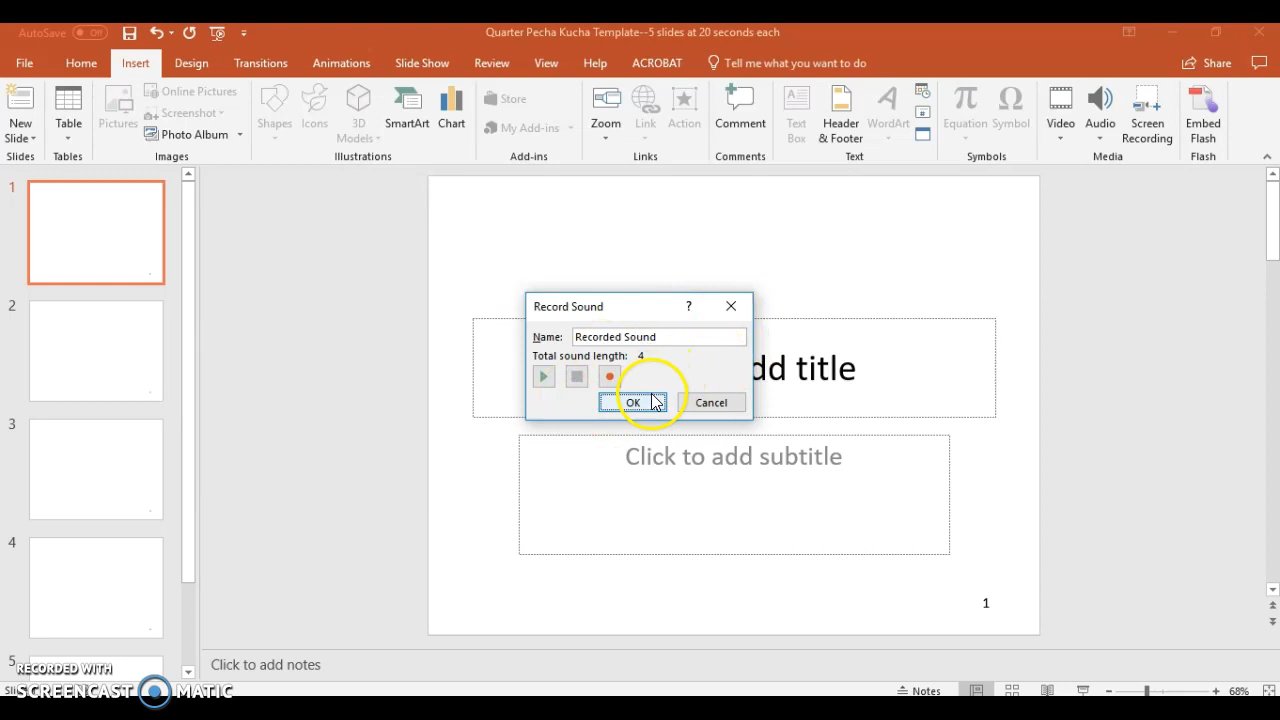 AutoSave Off
Quarter Pecha Kucha Template--5 slides at 20 seconds each
File Home Insert Design Transitions Animations Slide Show Review View Help ACROBAT Tell me what you want to do Share
New Slide
Table
Pictures
Online Pictures
Screenshot
Photo Album
Shapes
Icons
3D Models
SmartArt
Chart
Store
My Add-ins
Zoom
Link
Action
Comment
Text Box
Header & Footer
WordArt
Equation
Symbol
Video
Audio
Screen Recording
Embed Flash
Slides Tables Images Illustrations Add-ins Links Comments Text Symbols Media Flash
1
2
3
4
5
Record Sound ?
Name: Recorded Sound
Total sound length: 4
OK Cancel
dd title
Click to add subtitle
1
Click to add notes
RECORDED WITH
SCREENCAST MATIC
Notes 68%